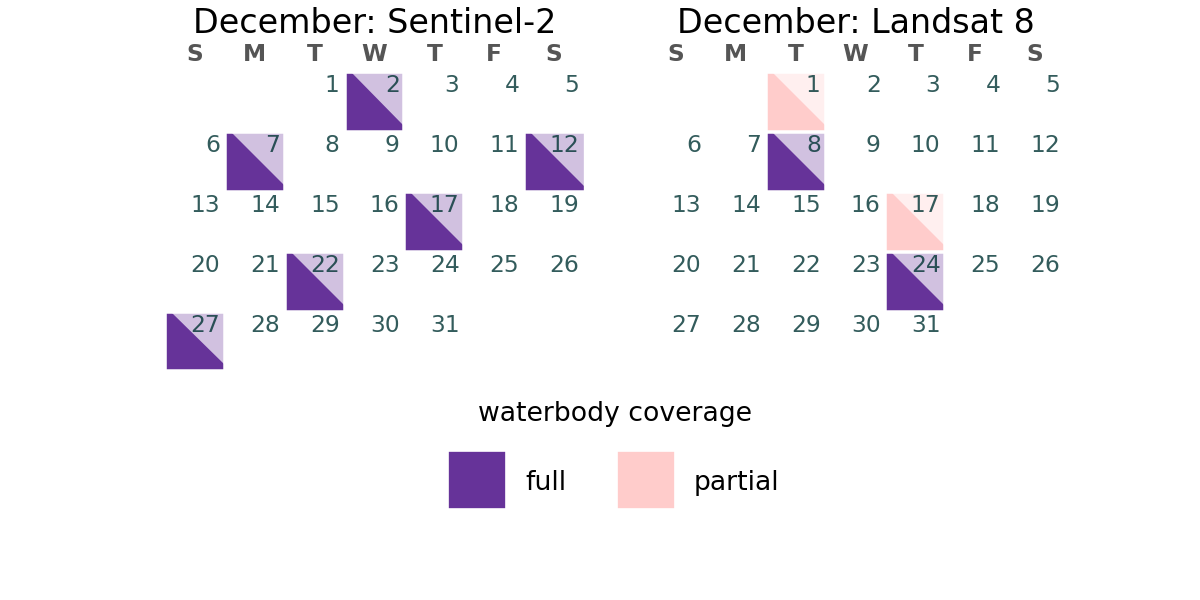 December: Sentinel-2
S M T W T F S
1 2 3 4 5
6 7 8 9 10 11 12
13 14 15 16 17 18 19
20 21 22 23 24 25 26
27 28 29 30 31
December: Landsat 8
S M T W T F S
1 2 3 4 5
6 7 8 9 10 11 12
13 14 15 16 17 18 19
20 21 22 23 24 25 26
27 28 29 30 31
waterbody coverage
full partial